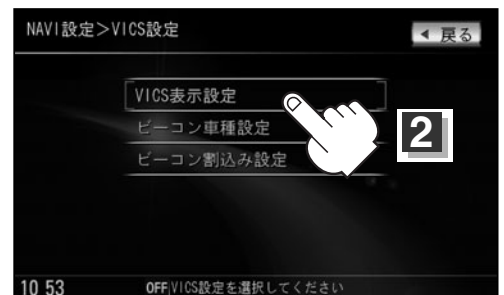 NAVI設定>VICS設定
◀ 戻る
VICS表示設定
ビーコン車種設定
2
ビーコン割込み設定
10 53
OFF VICS設定を選択してください